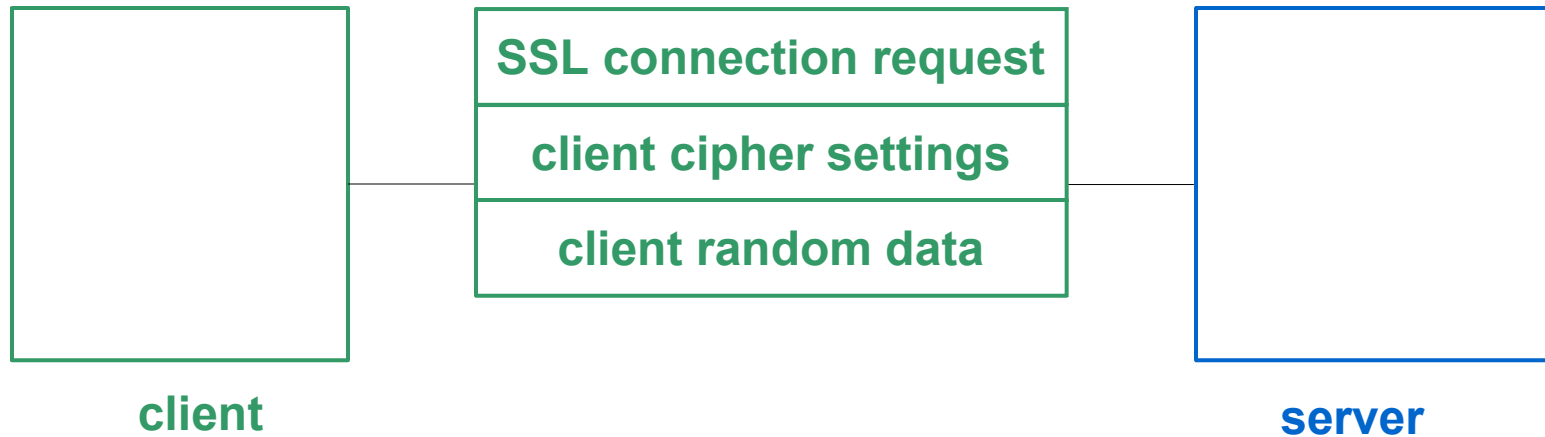 SSL connection request
client cipher settings
client random data
client
server